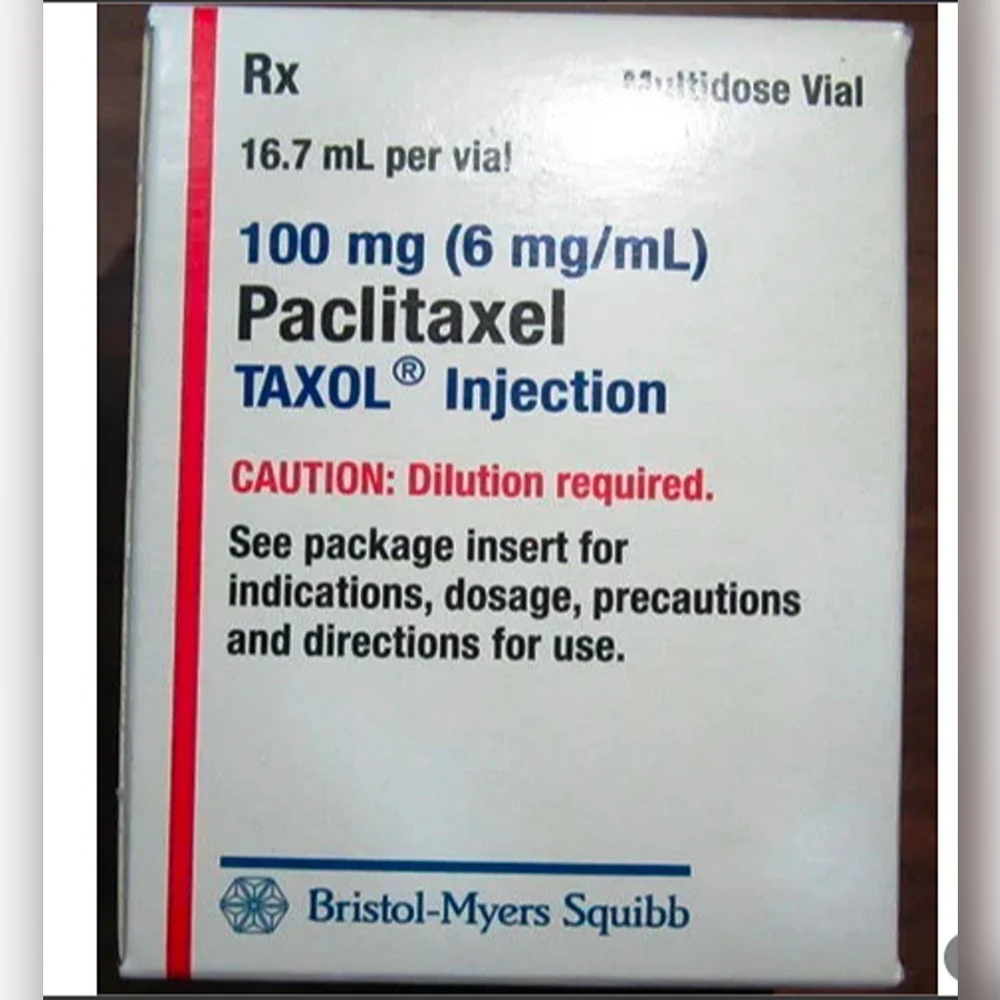 Rx
Multidose Vial
16.7 mL per vial
100 mg (6 mg/mL)
Paclitaxel
TAXOL® Injection
CAUTION: Dilution required.
See package insert for
indications, dosage, precautions
and directions for use.
Bristol-Myers Squibb